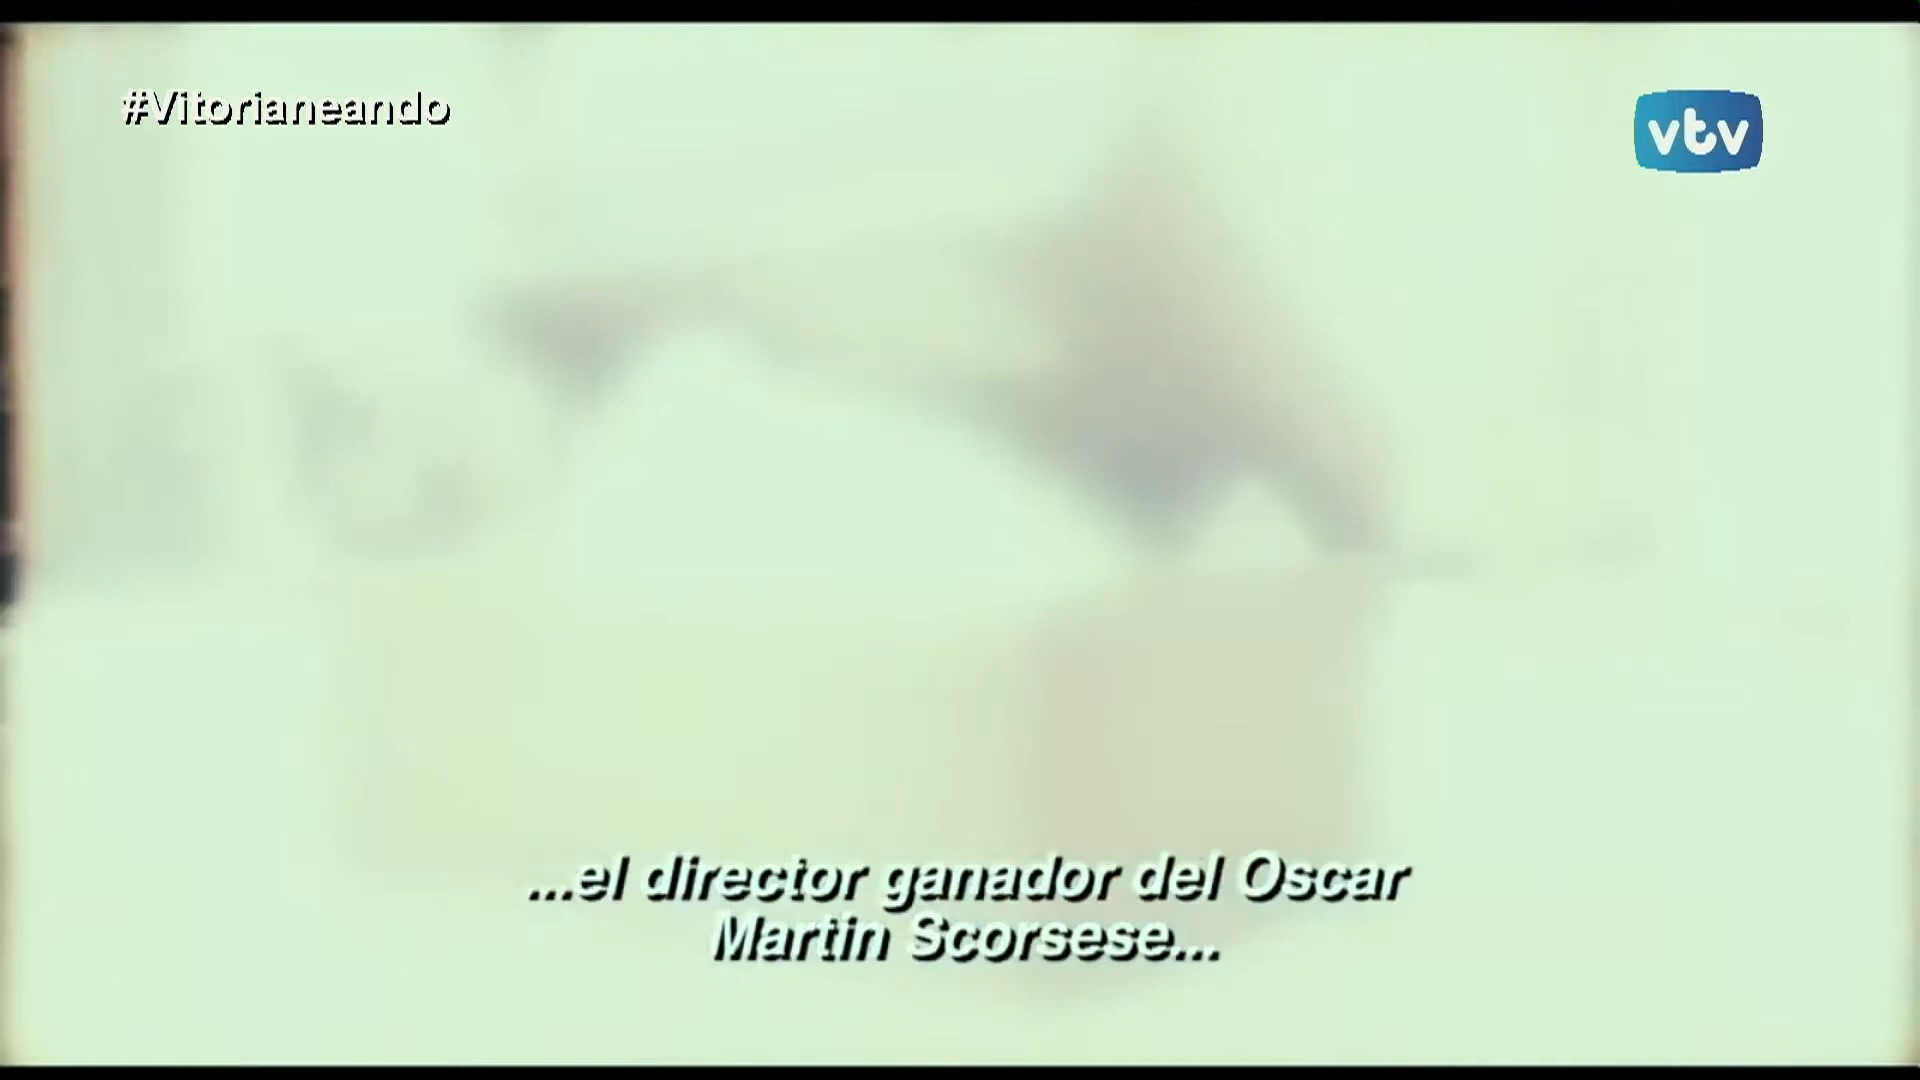 #Vitorianeando
vtv
...el director ganador del Oscar
Martin Scorsese...